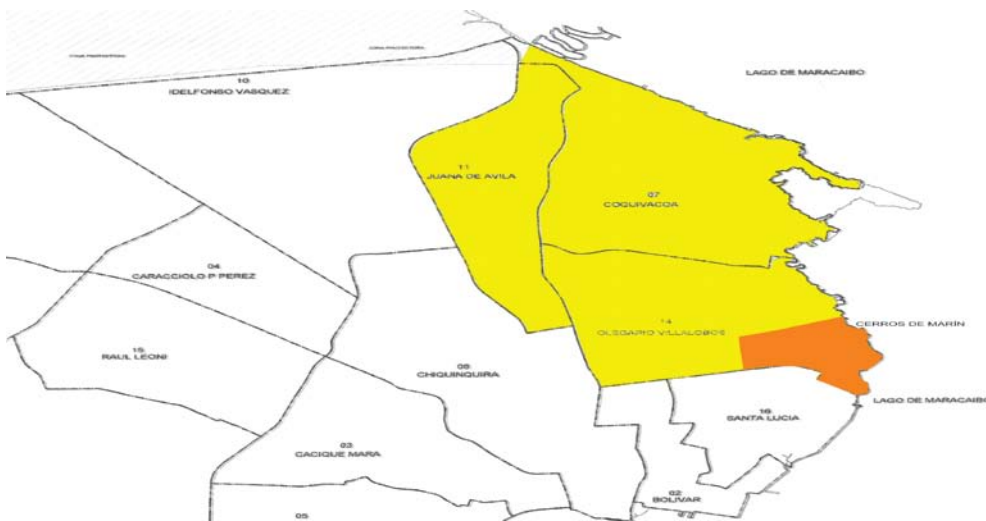 ZONA PROTECTORA
LAGO DE MARACAIBO
10
IDELFONSO VASQUEZ
11
JUANA DE AVILA
07
COQUIVACOA
04
CARACCIOLO P PEREZ
14
OLEGARIO VILLALOBOS
CERROS DE MARÍN
15
RAUL LEONI
08
CHIQUINQUIRA
LAGO DE MARACAIBO
16
SANTA LUCIA
03
CACIQUE MARA
02
BOLIVAR
05